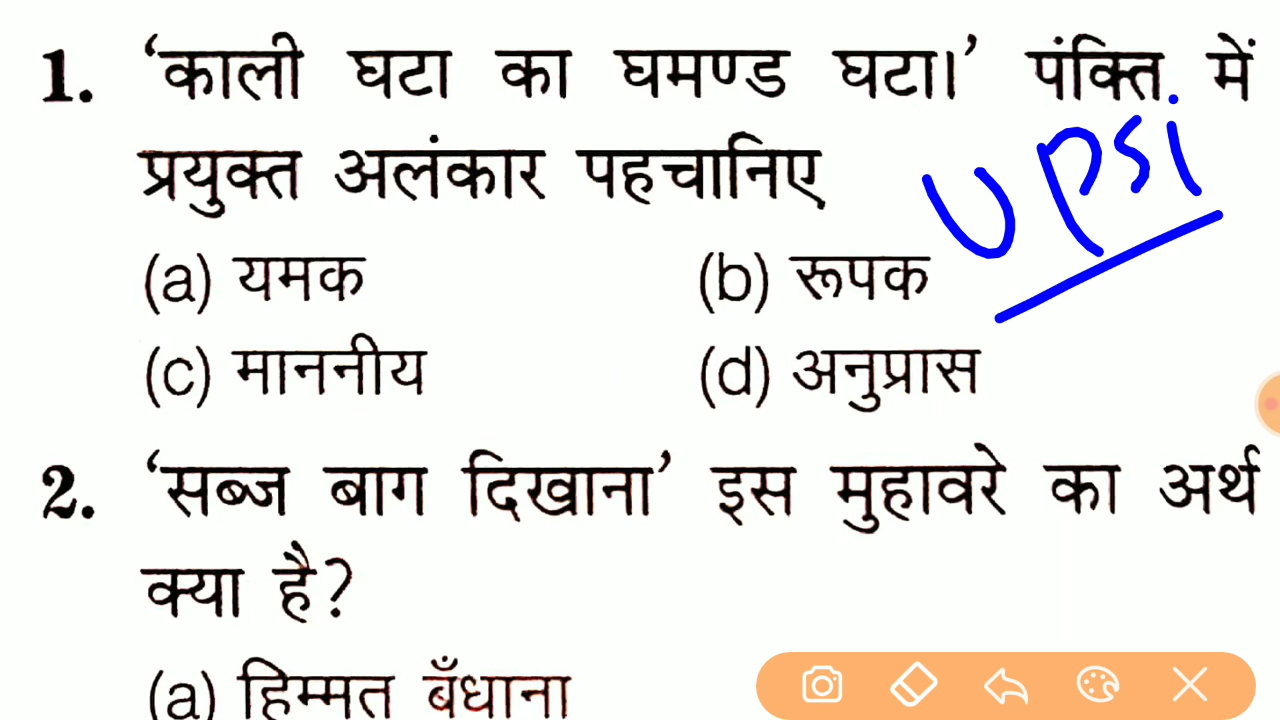 1. ‘काली घटा का घमण्ड घटा।’ पंक्ति में
प्रयुक्त अलंकार पहचानिए
upsi
(a) यमक (b) रूपक
(c) माननीय (d) अनुप्रास
2. ‘सब्ज बाग दिखाना’ इस मुहावरे का अर्थ
क्या है?
(a) हिम्मत बँधाना